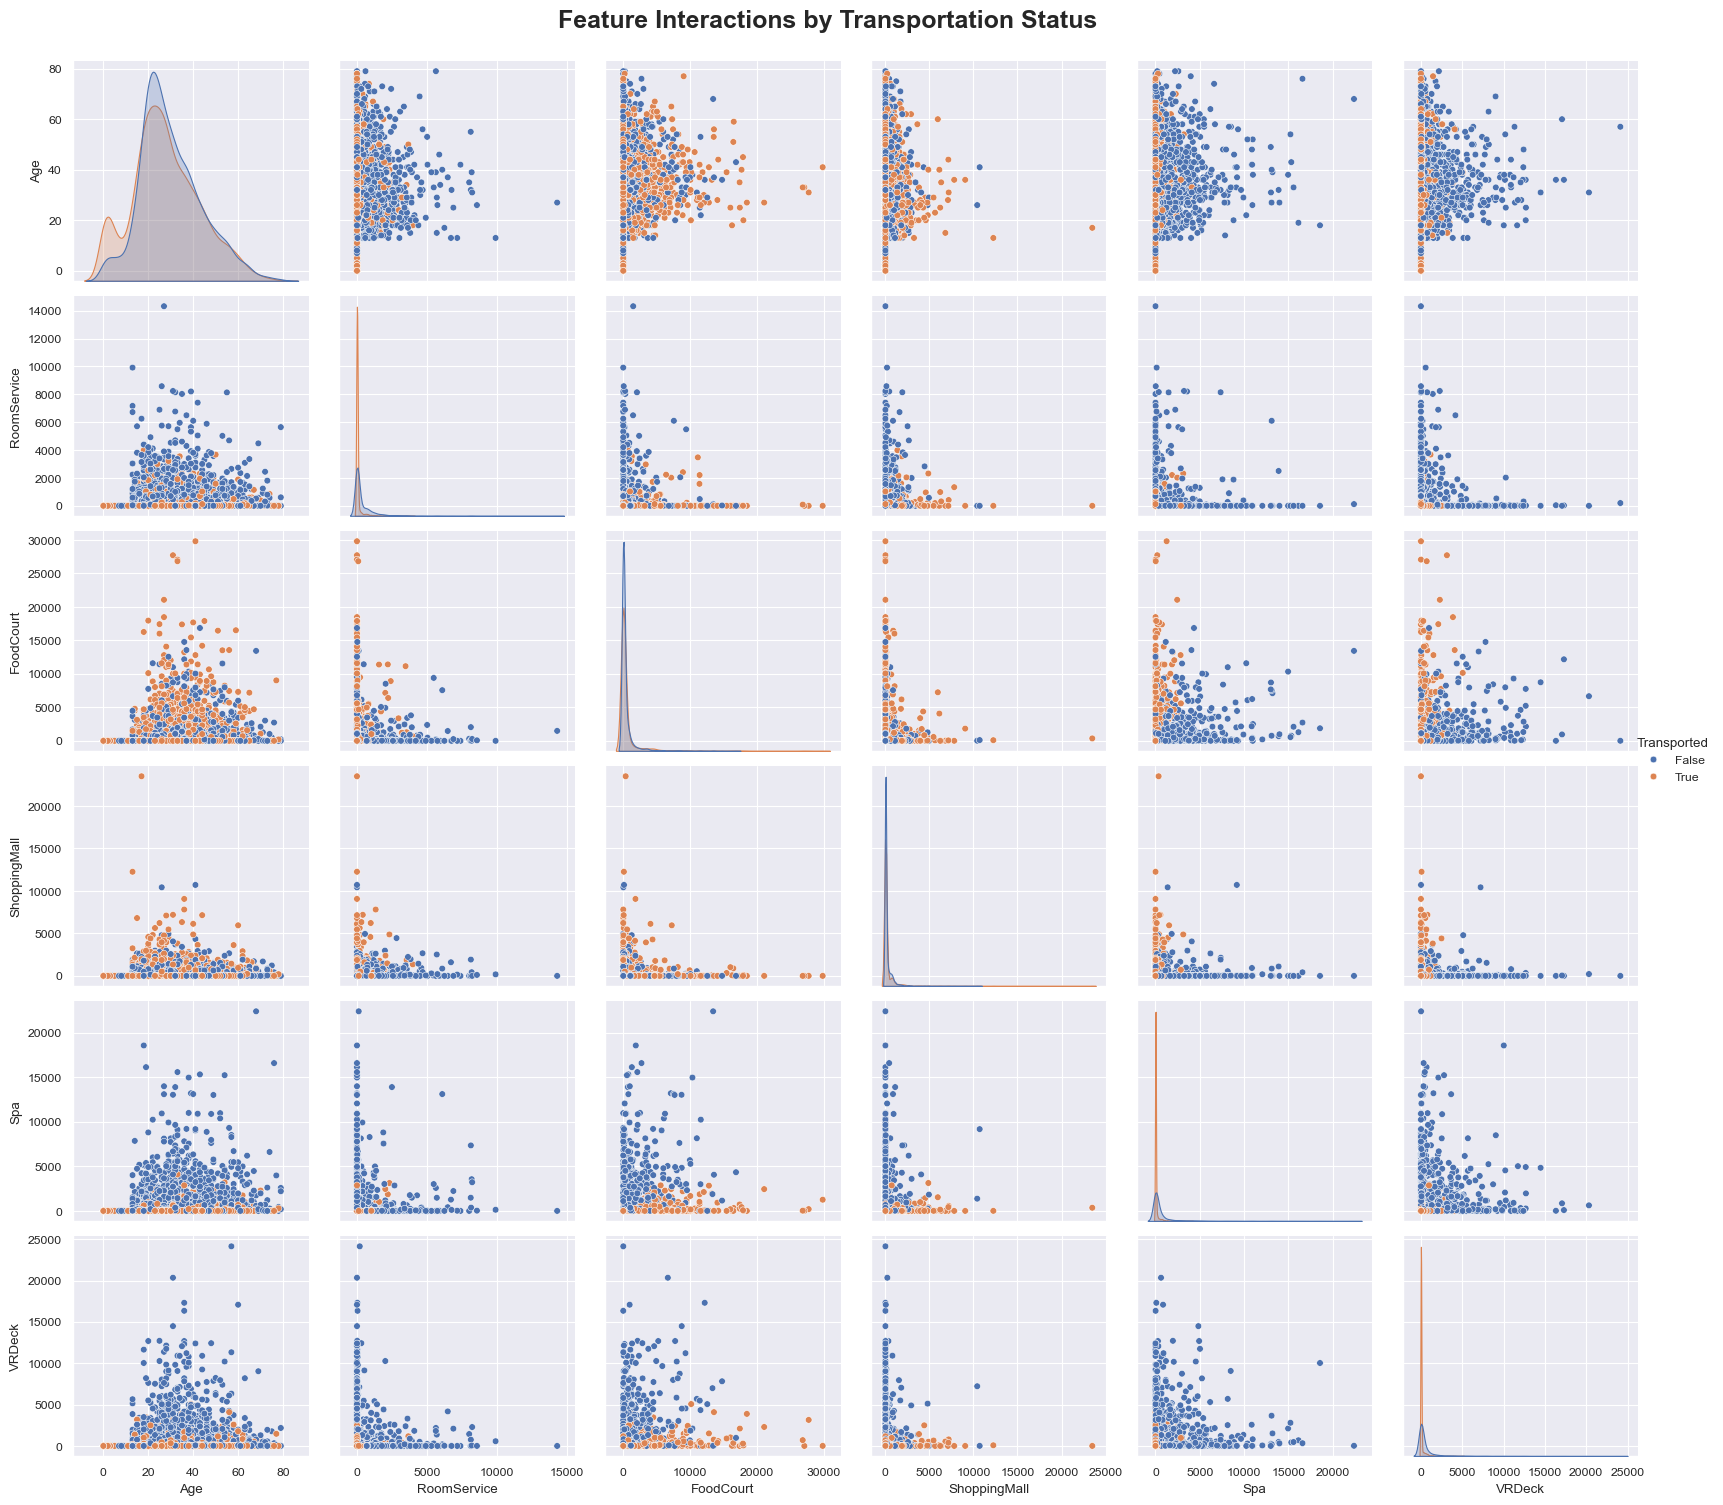 Feature Interactions by Transportation Status
80
60
40
20
0
Age
14000
12000
10000
8000
6000
4000
2000
0
RoomService
30000
25000
20000
15000
10000
5000
0
FoodCourt
Transported
False
True
20000
15000
10000
5000
0
ShoppingMall
20000
15000
10000
5000
0
Spa
25000
20000
15000
10000
5000
0
VRDeck
0 20 40 60 80
0 5000 10000 15000
0 10000 20000 30000
0 5000 10000 15000 20000 25000
0 5000 10000 15000 20000
0 5000 10000 15000 20000 25000
Age RoomService FoodCourt ShoppingMall Spa VRDeck